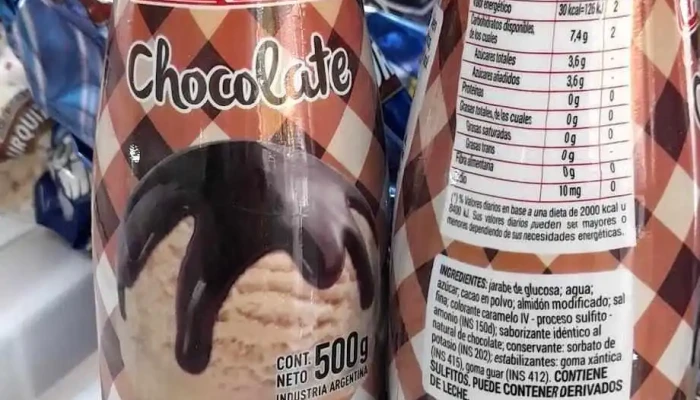 Chocolate
CONT.
NETO 500g
INDUSTRIA ARGENTINA
Valor energético 30 kcal=126 kJ 2
Carbohidratos disponibles,
de los cuales 7,4 g 2
Azúcares totales 3,6 g -
Azúcares añadidos 3,6 g -
Proteínas 0 g 0
Grasas totales, de las cuales 0 g 0
Grasas saturadas 0 g 0
Grasas trans 0 g -
Fibra alimentaria 0 g 0
10 mg 0
(*) % Valores diarios en base a una dieta de 2000 kcal u
8400 kJ. Sus valores diarios pueden ser mayores o
menores dependiendo de sus necesidades energéticas.
INGREDIENTES: jarabe de glucosa; agua;
azúcar; cacao en polvo; almidón modificado; sal
fina; colorante caramelo IV - proceso sulfito -
amonio (INS 150d); saborizante idéntico al
natural de chocolate; conservante: sorbato de
potasio (INS 202); estabilizantes: goma xántica
(INS 415), goma guar (INS 412). CONTIENE
SULFITOS. PUEDE CONTENER DERIVADOS
DE LECHE.